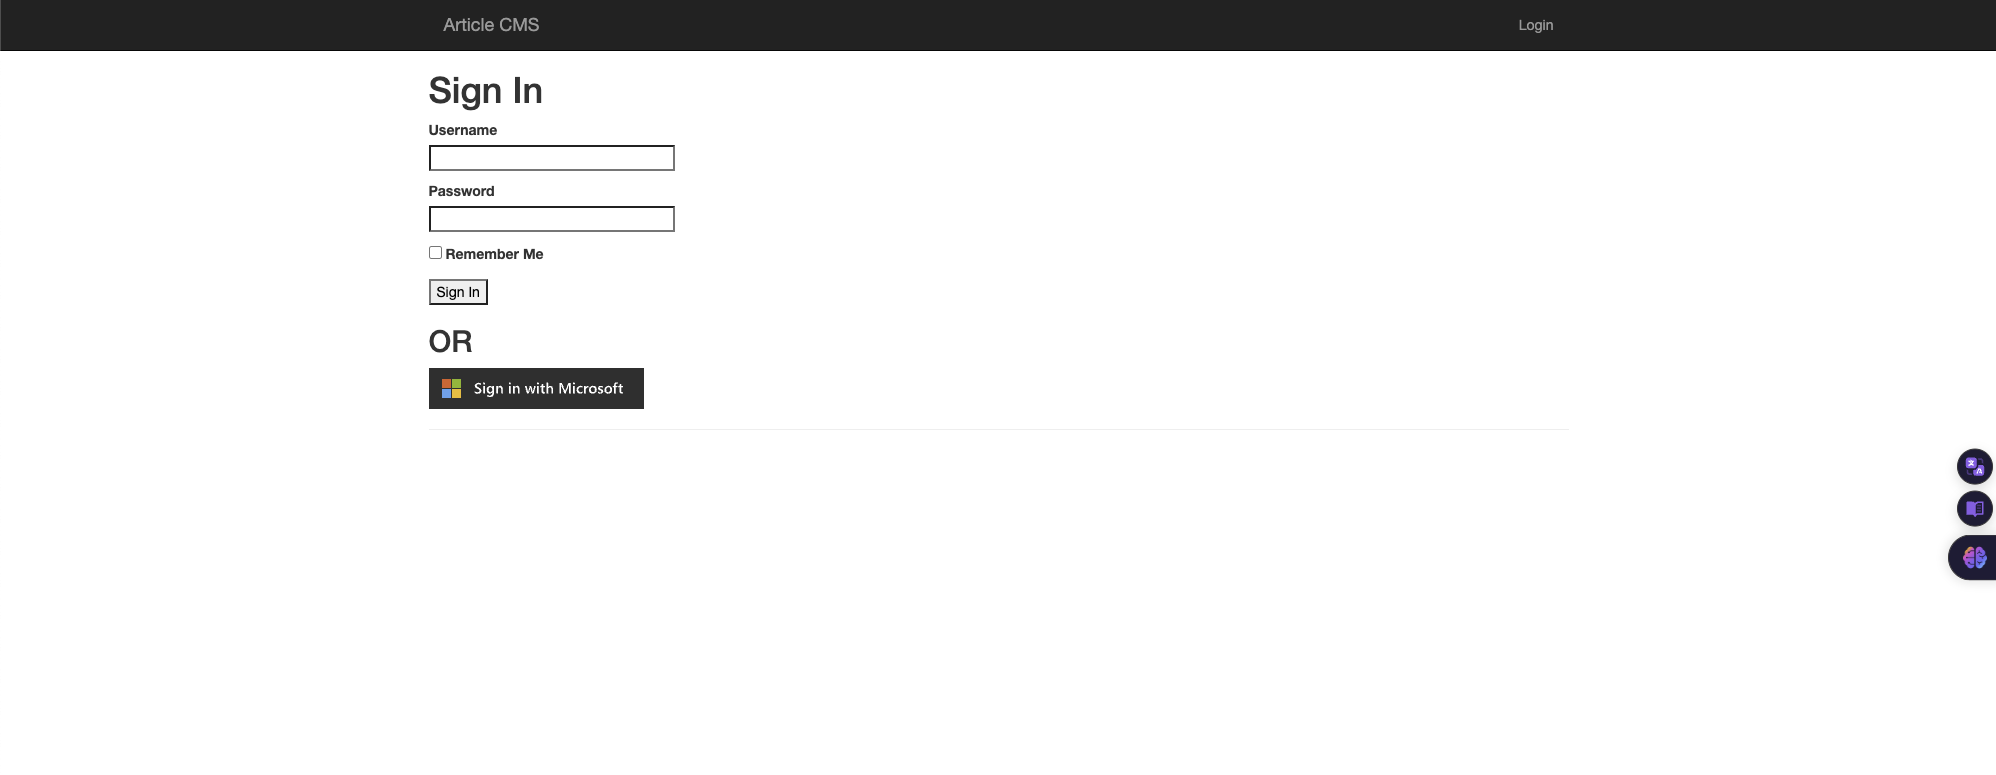 Article CMS
Login
Sign In
Username
Password
Remember Me
Sign In
OR
Sign in with Microsoft